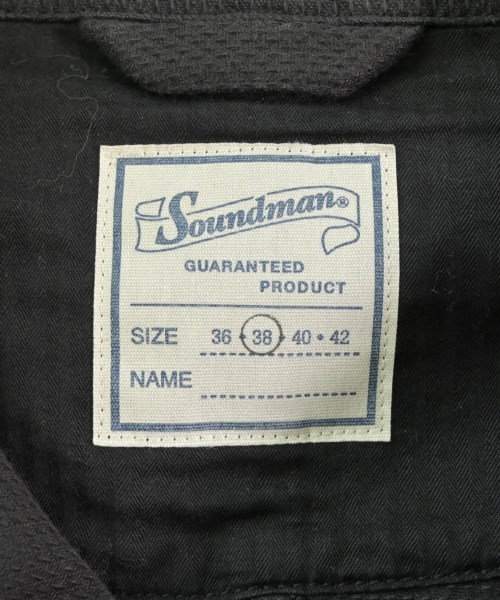 Soundman®
GUARANTEED
PRODUCT
SIZE 36 • 38 • 40 • 42
NAME